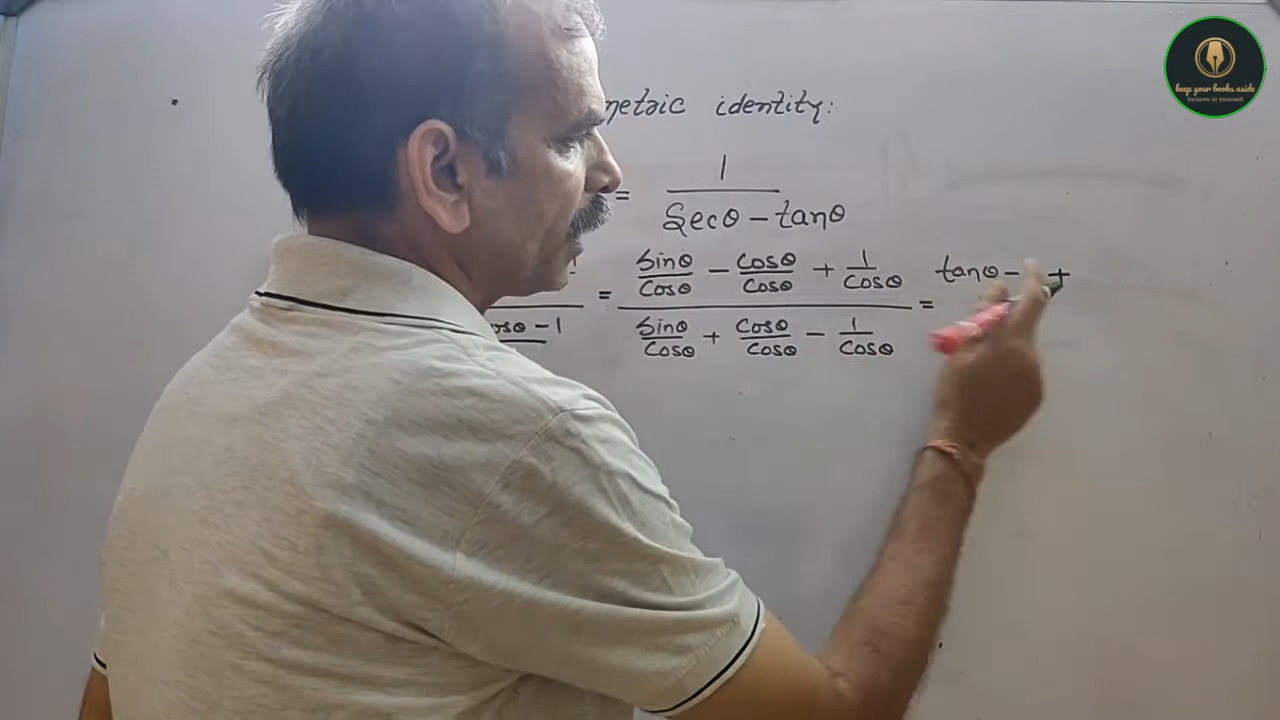 keep your books aside
believe in yourself
metric identity:
= 1 / Secθ - tanθ
= Sinθ/Cosθ - Cosθ/Cosθ + 1/Cosθ = tanθ - +
osθ - 1
Sinθ/Cosθ + Cosθ/Cosθ - 1/Cosθ